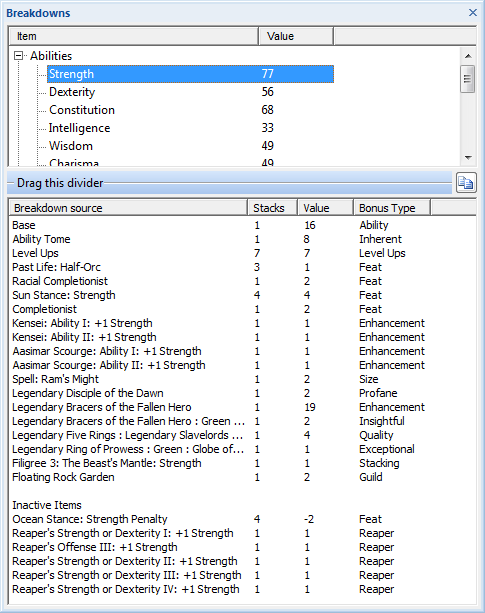 Breakdowns
Item Value
Abilities
Strength 77
Dexterity 56
Constitution 68
Intelligence 33
Wisdom 49
Charisma 49
Drag this divider
Breakdown source Stacks Value Bonus Type
Base 1 16 Ability
Ability Tome 1 8 Inherent
Level Ups 7 7 Level Ups
Past Life: Half-Orc 3 1 Feat
Racial Completionist 1 2 Feat
Sun Stance: Strength 4 4 Feat
Completionist 1 2 Feat
Kensei: Ability I: +1 Strength 1 1 Enhancement
Kensei: Ability II: +1 Strength 1 1 Enhancement
Aasimar Scourge: Ability I: +1 Strength 1 1 Enhancement
Aasimar Scourge: Ability II: +1 Strength 1 1 Enhancement
Spell: Ram's Might 1 2 Size
Legendary Disciple of the Dawn 1 2 Profane
Legendary Bracers of the Fallen Hero 1 19 Enhancement
Legendary Bracers of the Fallen Hero : Green ... 1 2 Insightful
Legendary Five Rings : Legendary Slavelords ... 1 4 Quality
Legendary Ring of Prowess : Green : Globe of... 1 1 Exceptional
Filigree 3: The Beast's Mantle: Strength 1 1 Stacking
Floating Rock Garden 1 2 Guild
Inactive Items
Ocean Stance: Strength Penalty 4 -2 Feat
Reaper's Strength or Dexterity I: +1 Strength 1 1 Reaper
Reaper's Offense III: +1 Strength 1 1 Reaper
Reaper's Strength or Dexterity II: +1 Strength 1 1 Reaper
Reaper's Strength or Dexterity III: +1 Strength 1 1 Reaper
Reaper's Strength or Dexterity IV: +1 Strength 1 1 Reaper